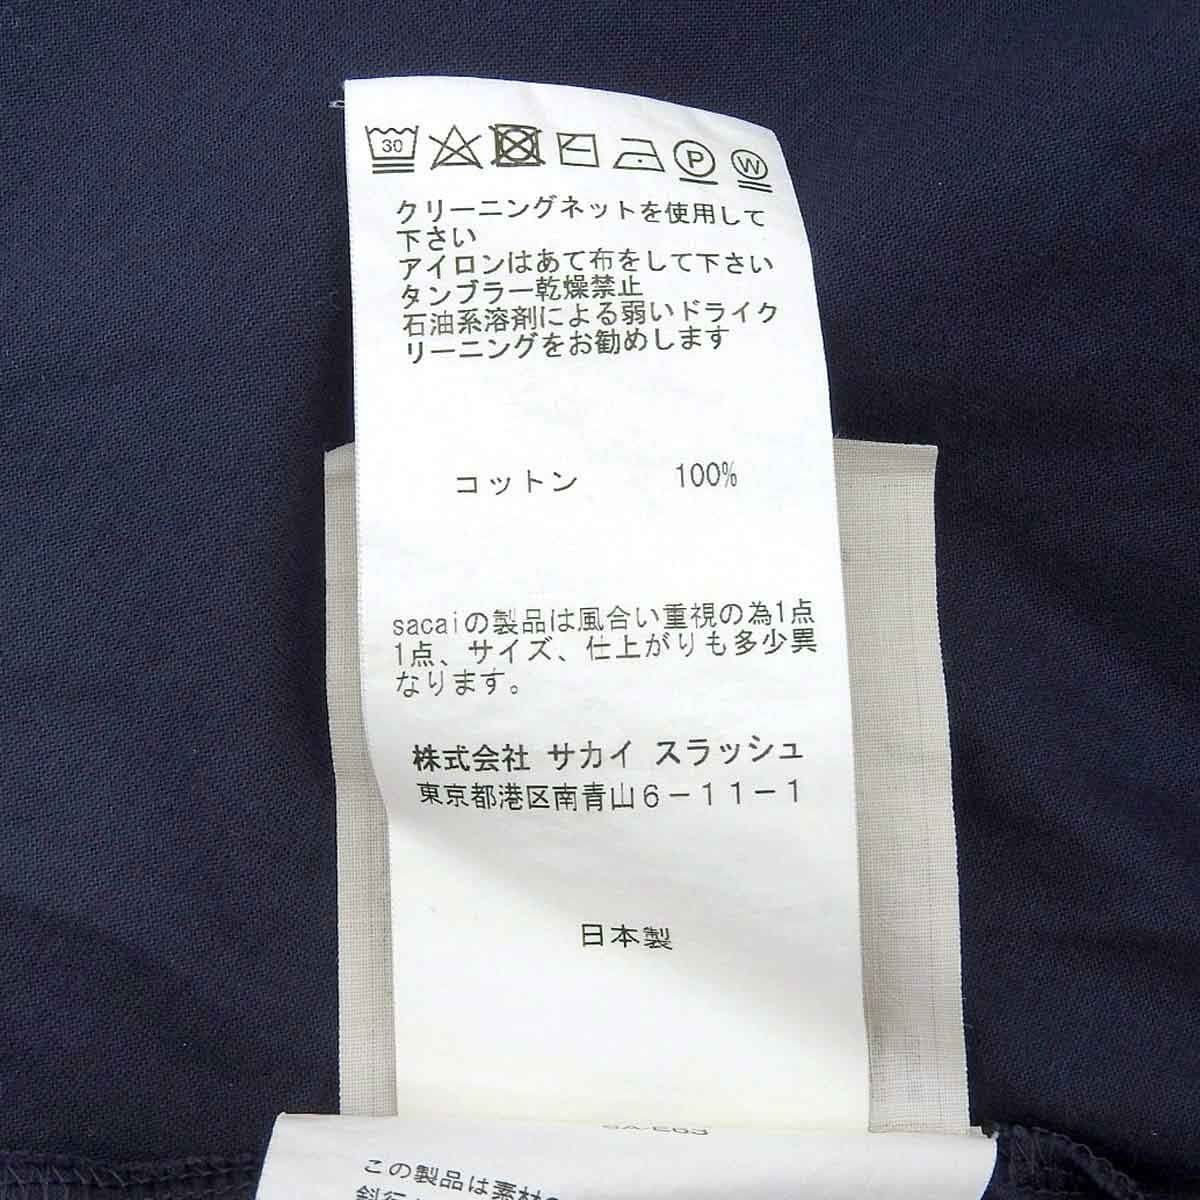 30
P
W
クリーニングネットを使用して
下さい
アイロンはあて布をして下さい
タンブラー乾燥禁止
石油系溶剤による弱いドライク
リーニングをお勧めします
コットン 100%
sacaiの製品は風合い重視の為1点
1点、サイズ、仕上がりも多少異
なります。
株式会社 サカイ スラッシュ
東京都港区南青山6-11-1
日本製
この製品は素材の
斜行